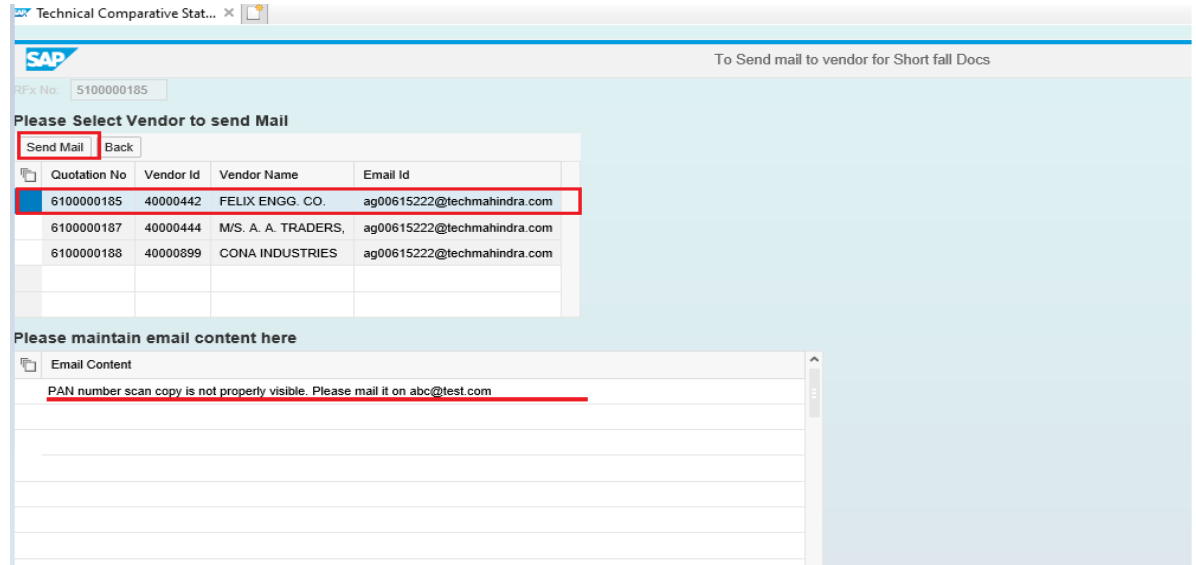 SAP Technical Comparative Stat... ×
SAP To Send mail to vendor for Short fall Docs
RFx No: 5100000185
Please Select Vendor to send Mail
Send Mail Back
Quotation No Vendor Id Vendor Name Email Id
6100000185 40000442 FELIX ENGG. CO. ag00615222@techmahindra.com
6100000187 40000444 M/S. A. A. TRADERS, ag00615222@techmahindra.com
6100000188 40000899 CONA INDUSTRIES ag00615222@techmahindra.com
Please maintain email content here
Email Content
PAN number scan copy is not properly visible. Please mail it on abc@test.com